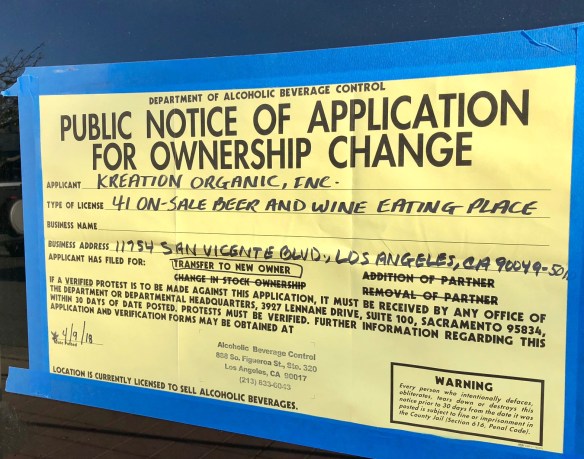 DEPARTMENT OF ALCOHOLIC BEVERAGE CONTROL
PUBLIC NOTICE OF APPLICATION
FOR OWNERSHIP CHANGE
APPLICANT KREATION ORGANIC, INC.
TYPE OF LICENSE 41 ON-SALE BEER AND WINE EATING PLACE
BUSINESS NAME
BUSINESS ADDRESS 11754 SAN VICENTE BLVD, LOS ANGELES, CA 90049-
APPLICANT HAS FILED FOR: TRANSFER TO NEW OWNER ADDITION OF PARTNER
CHANGE IN STOCK OWNERSHIP REMOVAL OF PARTNER
IF A VERIFIED PROTEST IS TO BE MADE AGAINST THIS APPLICATION, IT MUST BE RECEIVED BY ANY OFFICE OF
THE DEPARTMENT OR DEPARTMENTAL HEADQUARTERS, 3927 LENNANE DRIVE, SUITE 100, SACRAMENTO 95834,
WITHIN 30 DAYS OF DATE POSTED. PROTESTS MUST BE VERIFIED. FURTHER INFORMATION REGARDING THIS
APPLICATION AND VERIFICATION FORMS MAY BE OBTAINED AT
4/9/18
Alcoholic Beverage Control
888 So. Figueroa St., Ste. 320
Los Angeles, CA 90017
(213) 833-6043
LOCATION IS CURRENTLY LICENSED TO SELL ALCOHOLIC BEVERAGES.
WARNING
Every person who intentionally defaces,
obliterates, tears down or destroys this
notice prior to 30 days from the date it was
posted is subject to fine or imprisonment in
the County Jail (Section 616, Penal Code).